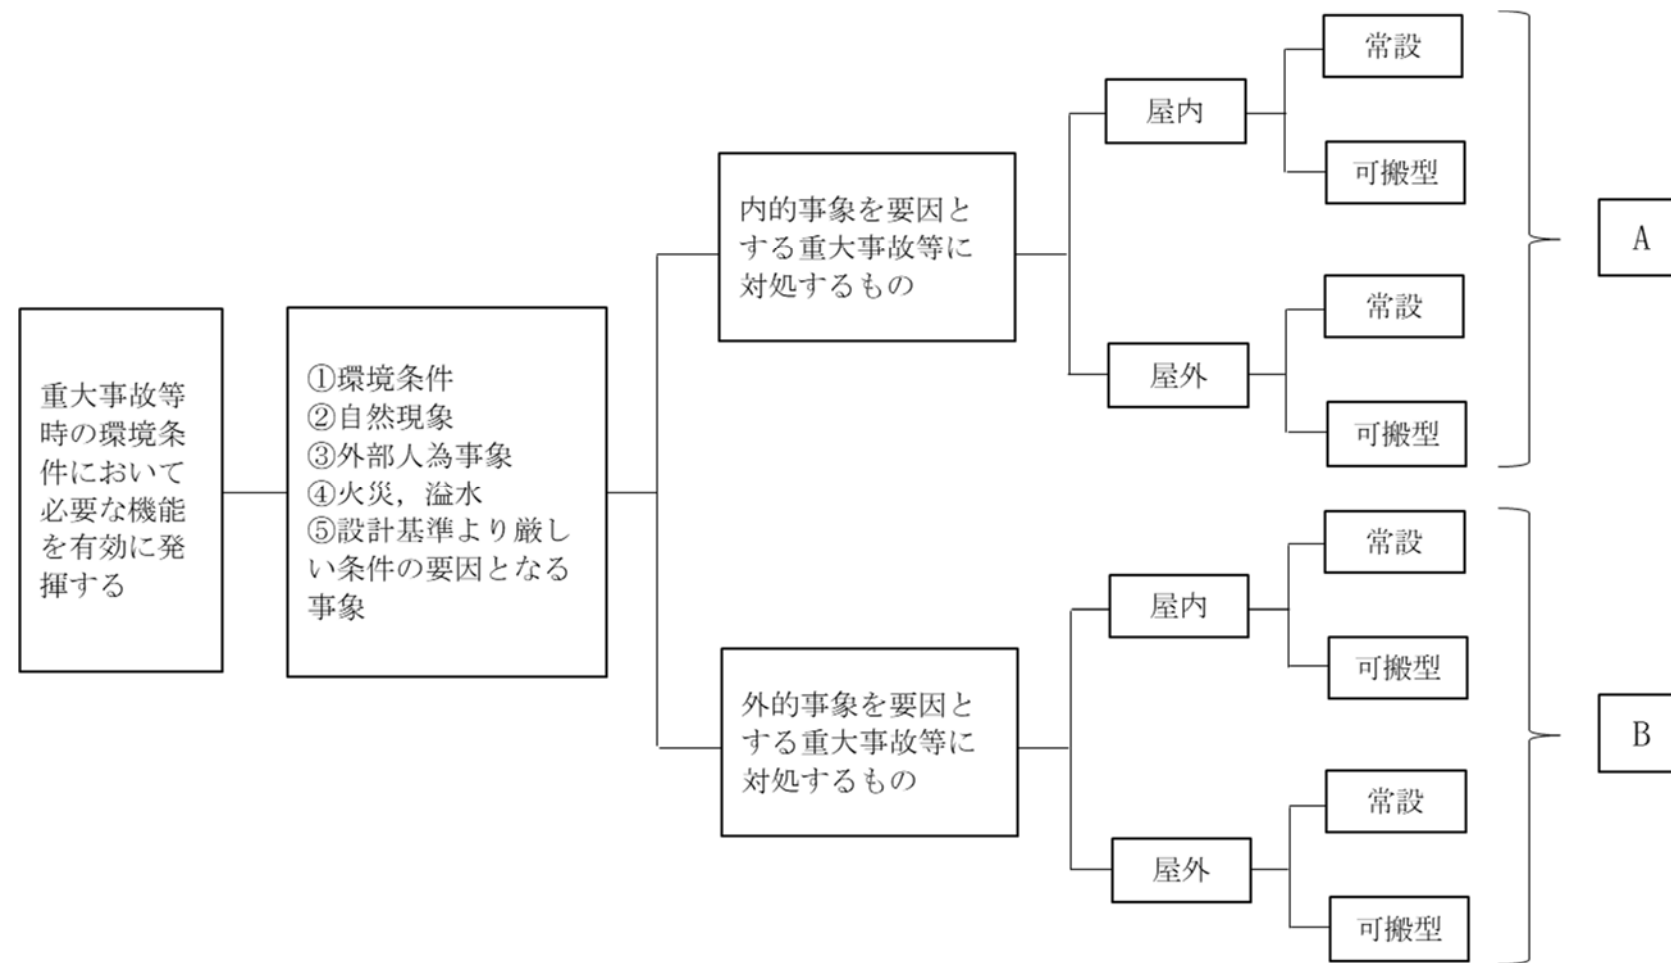 重大事故等
時の環境条
件において
必要な機能
を有効に発
揮する
①環境条件
②自然現象
③外部人為事象
④火災，溢水
⑤設計基準より厳し
い条件の要因となる
事象
内的事象を要因と
する重大事故等に
対処するもの
屋内
常設
可搬型
屋外
常設
可搬型
A
外的事象を要因と
する重大事故等に
対処するもの
屋内
常設
可搬型
屋外
常設
可搬型
B